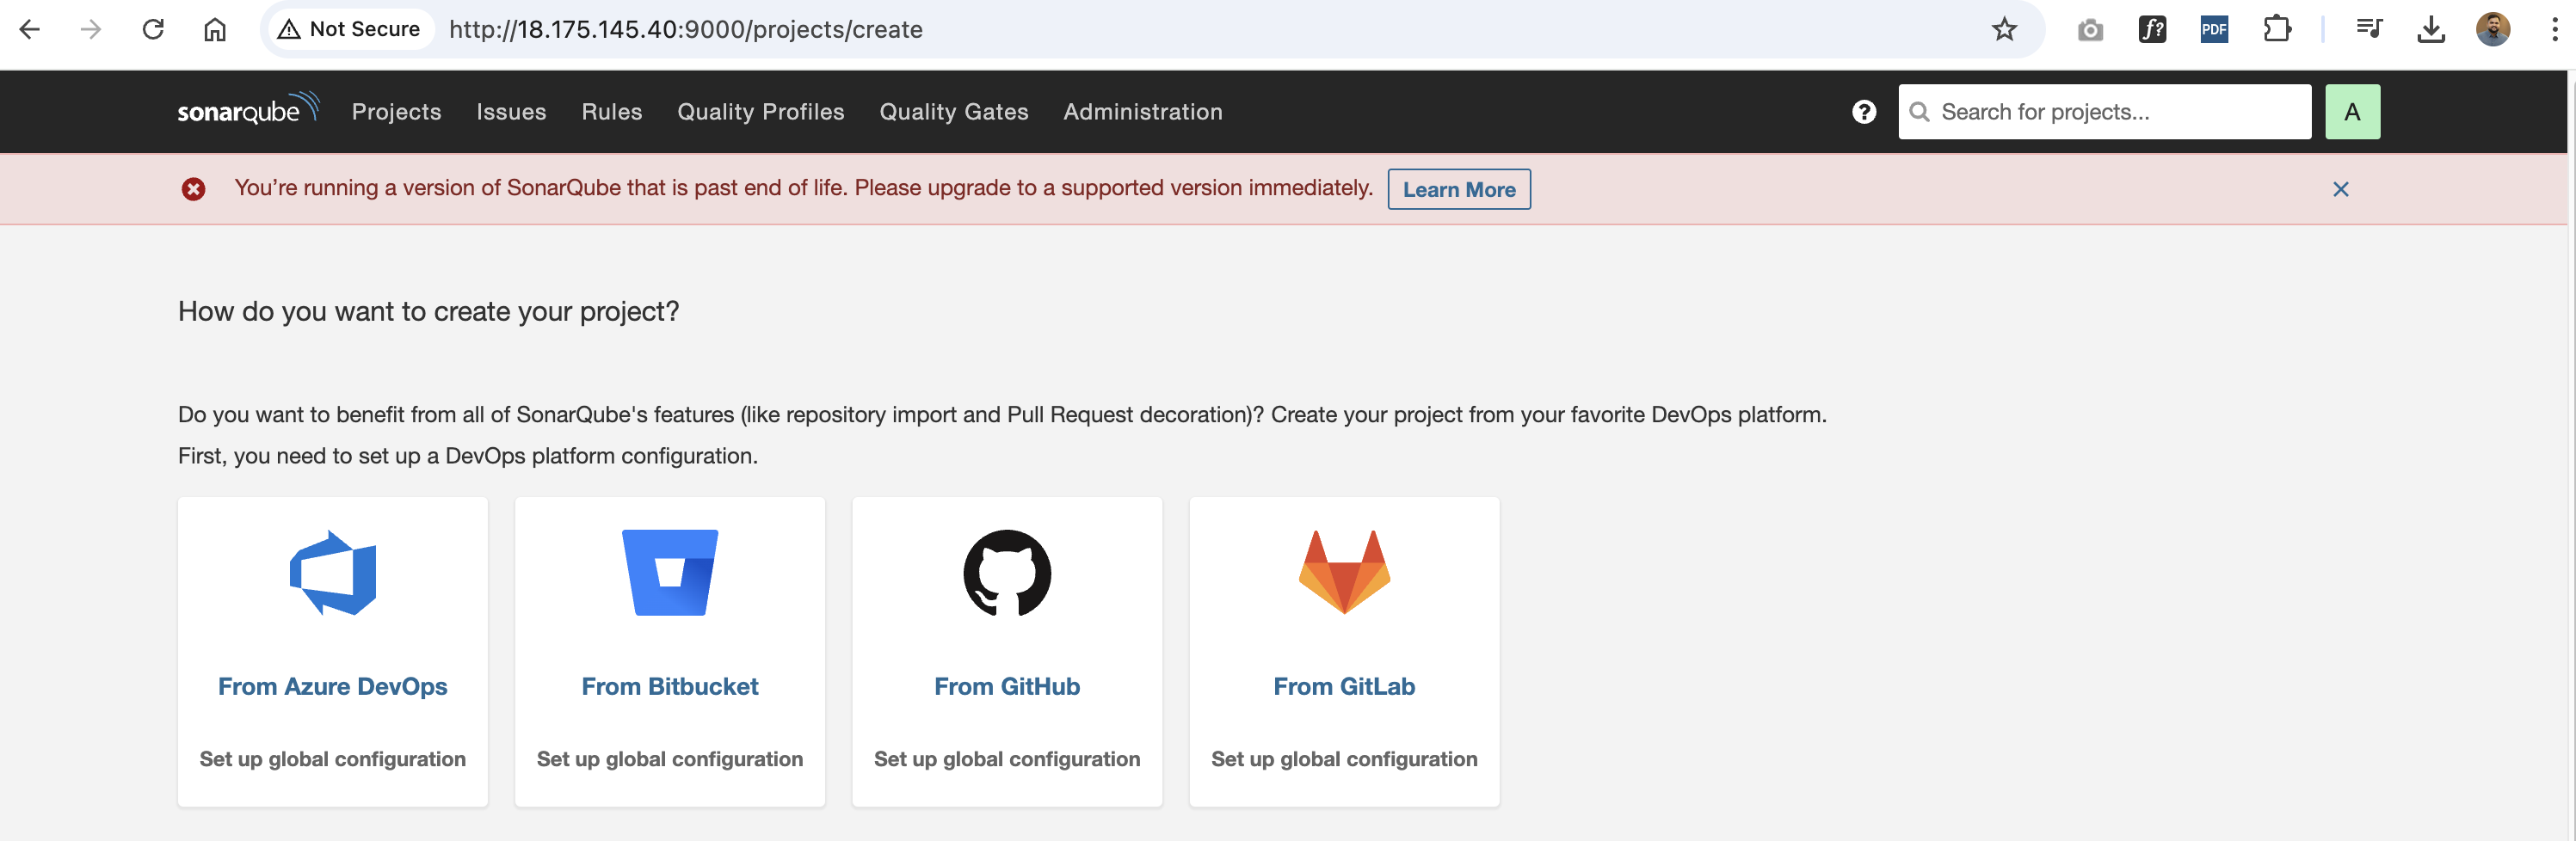 Not Secure http://18.175.145.40:9000/projects/create f? PDF
sonarqube Projects Issues Rules Quality Profiles Quality Gates Administration ? Search for projects... A
You’re running a version of SonarQube that is past end of life. Please upgrade to a supported version immediately. Learn More
How do you want to create your project?
Do you want to benefit from all of SonarQube's features (like repository import and Pull Request decoration)? Create your project from your favorite DevOps platform.
First, you need to set up a DevOps platform configuration.
From Azure DevOps From Bitbucket From GitHub From GitLab
Set up global configuration Set up global configuration Set up global configuration Set up global configuration